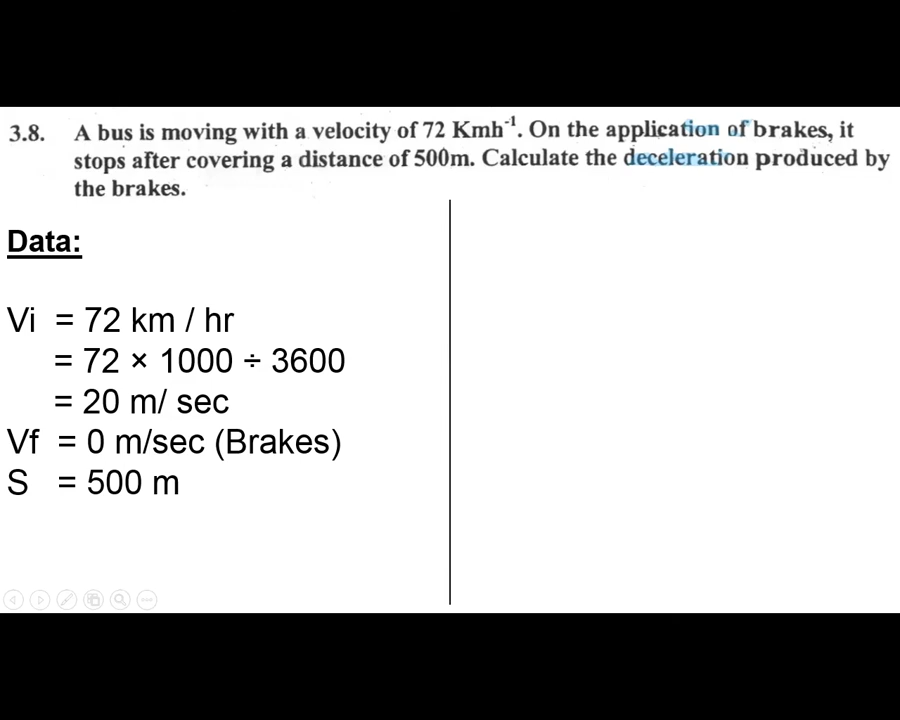 3.8. A bus is moving with a velocity of 72 Kmh⁻¹. On the application of brakes, it
stops after covering a distance of 500m. Calculate the deceleration produced by
the brakes.
Data:
Vi = 72 km / hr
= 72 × 1000 ÷ 3600
= 20 m/ sec
Vf = 0 m/sec (Brakes)
S = 500 m